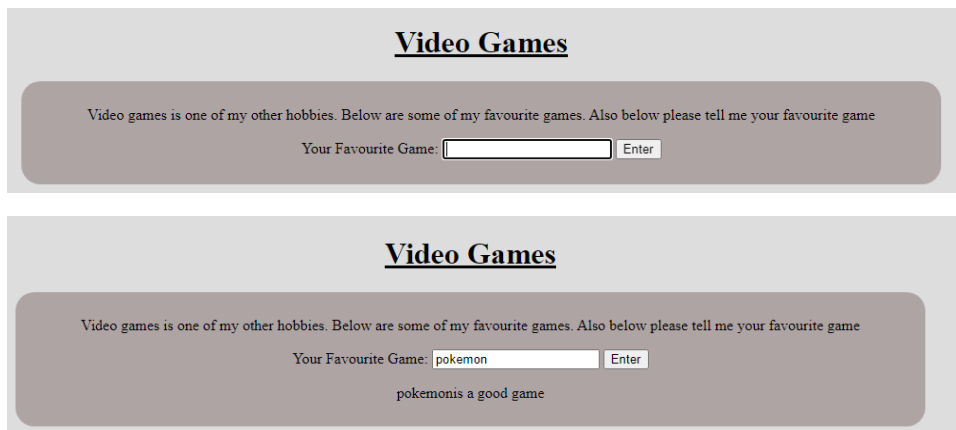 Video Games
Video games is one of my other hobbies. Below are some of my favourite games. Also below please tell me your favourite game
Your Favourite Game: Enter
Video Games
Video games is one of my other hobbies. Below are some of my favourite games. Also below please tell me your favourite game
Your Favourite Game: pokemon Enter
pokemonis a good game